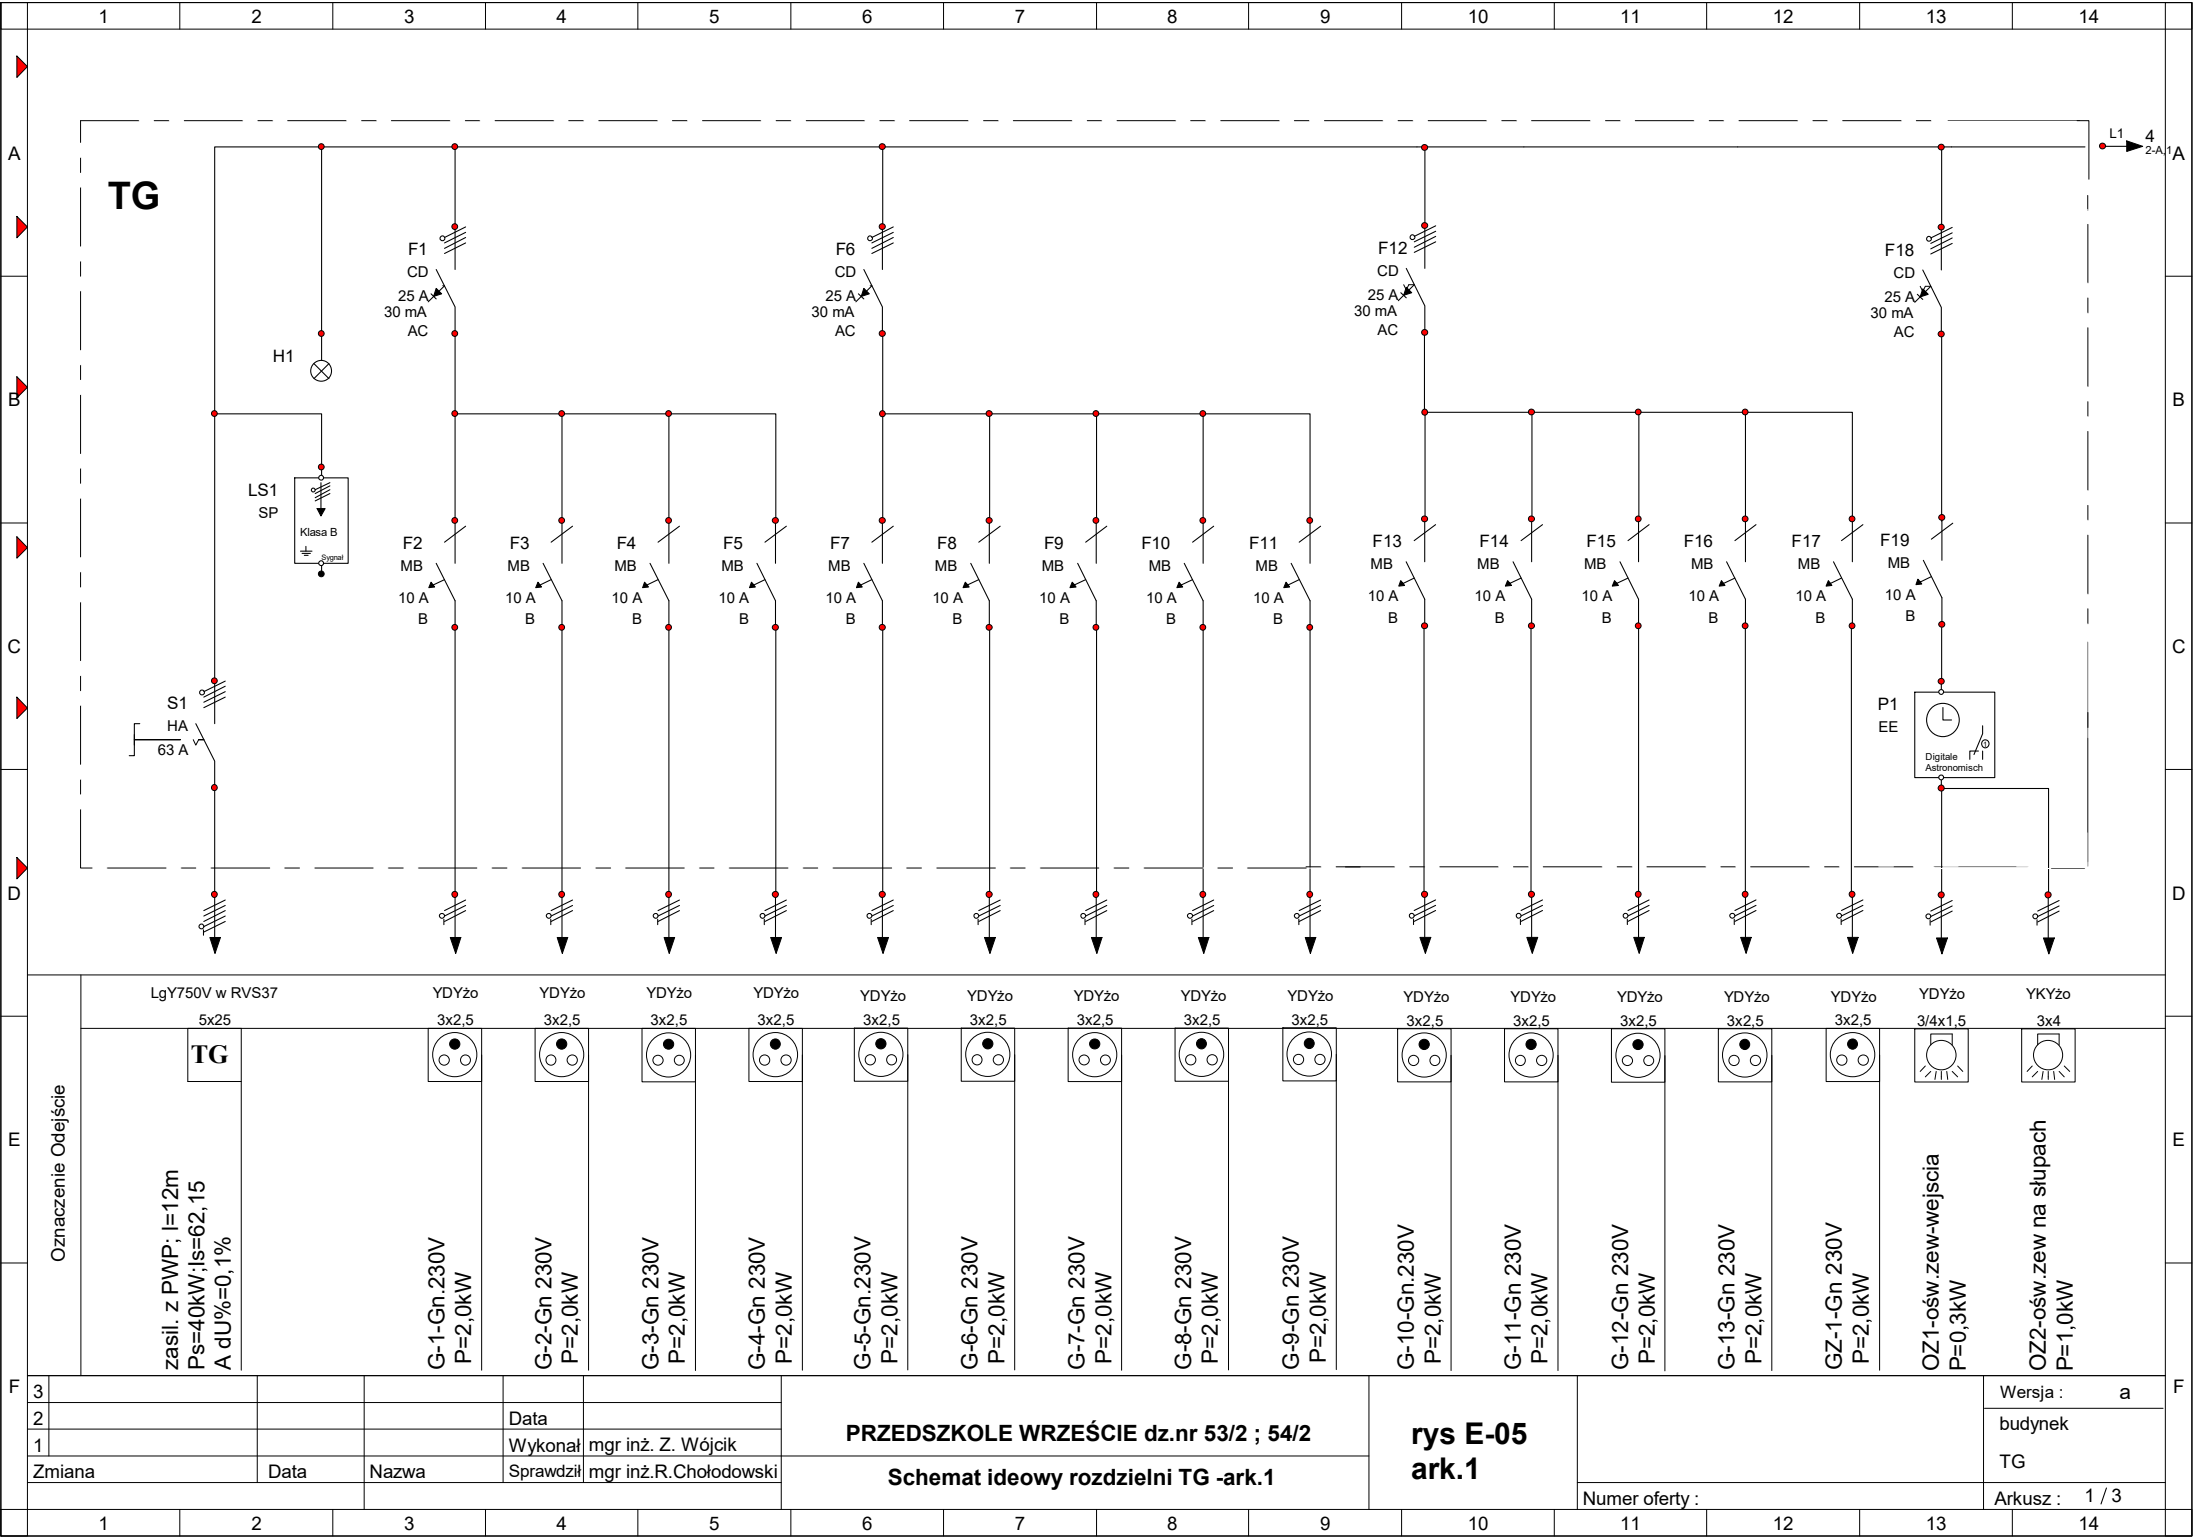 1 2 3 4 5 6 7 8 9 10 11 12 13 14
A
A
B
B
C
C
D
D
E
E
F
F
TG
L1 4
2-A,1
H1
LS1
SP
Klasa B
Sygnał
S1
HA
63 A
F1
CD
25 A
30 mA
AC
F6
CD
25 A
30 mA
AC
F12
CD
25 A
30 mA
AC
F18
CD
25 A
30 mA
AC
F2
MB
10 A
B
F3
MB
10 A
B
F4
MB
10 A
B
F5
MB
10 A
B
F7
MB
10 A
B
F8
MB
10 A
B
F9
MB
10 A
B
F10
MB
10 A
B
F11
MB
10 A
B
F13
MB
10 A
B
F14
MB
10 A
B
F15
MB
10 A
B
F16
MB
10 A
B
F17
MB
10 A
B
F19
MB
10 A
B
P1
EE
Digitale
Astronomisch
Oznaczenie Odejście
LgY750V w RVS37
5x25
TG
zasil. z PWP; l=12m
Ps=40kW;Is=62,15
A dU%=0,1%
YDYżo
3x2,5
G-1-Gn.230V
P=2,0kW
YDYżo
3x2,5
G-2-Gn 230V
P=2,0kW
YDYżo
3x2,5
G-3-Gn 230V
P=2,0kW
YDYżo
3x2,5
G-4-Gn 230V
P=2,0kW
YDYżo
3x2,5
G-5-Gn.230V
P=2,0kW
YDYżo
3x2,5
G-6-Gn 230V
P=2,0kW
YDYżo
3x2,5
G-7-Gn 230V
P=2,0kW
YDYżo
3x2,5
G-8-Gn 230V
P=2,0kW
YDYżo
3x2,5
G-9-Gn 230V
P=2,0kW
YDYżo
3x2,5
G-10-Gn.230V
P=2,0kW
YDYżo
3x2,5
G-11-Gn 230V
P=2,0kW
YDYżo
3x2,5
G-12-Gn 230V
P=2,0kW
YDYżo
3x2,5
G-13-Gn 230V
P=2,0kW
YDYżo
3x2,5
GZ-1-Gn 230V
P=2,0kW
YDYżo
3/4x1,5
OZ1-ośw.zew-wejscia
P=0,3kW
YKYżo
3x4
OZ2-ośw.zew na słupach
P=1,0kW
3
2
1
Zmiana Data Nazwa
Data
Wykonał mgr inż. Z. Wójcik
Sprawdził mgr inż.R.Chołodowski
PRZEDSZKOLE WRZEŚCIE dz.nr 53/2 ; 54/2
Schemat ideowy rozdzielni TG -ark.1
rys E-05
ark.1
Numer oferty :
Wersja : a
budynek
TG
Arkusz : 1 / 3
1 2 3 4 5 6 7 8 9 10 11 12 13 14